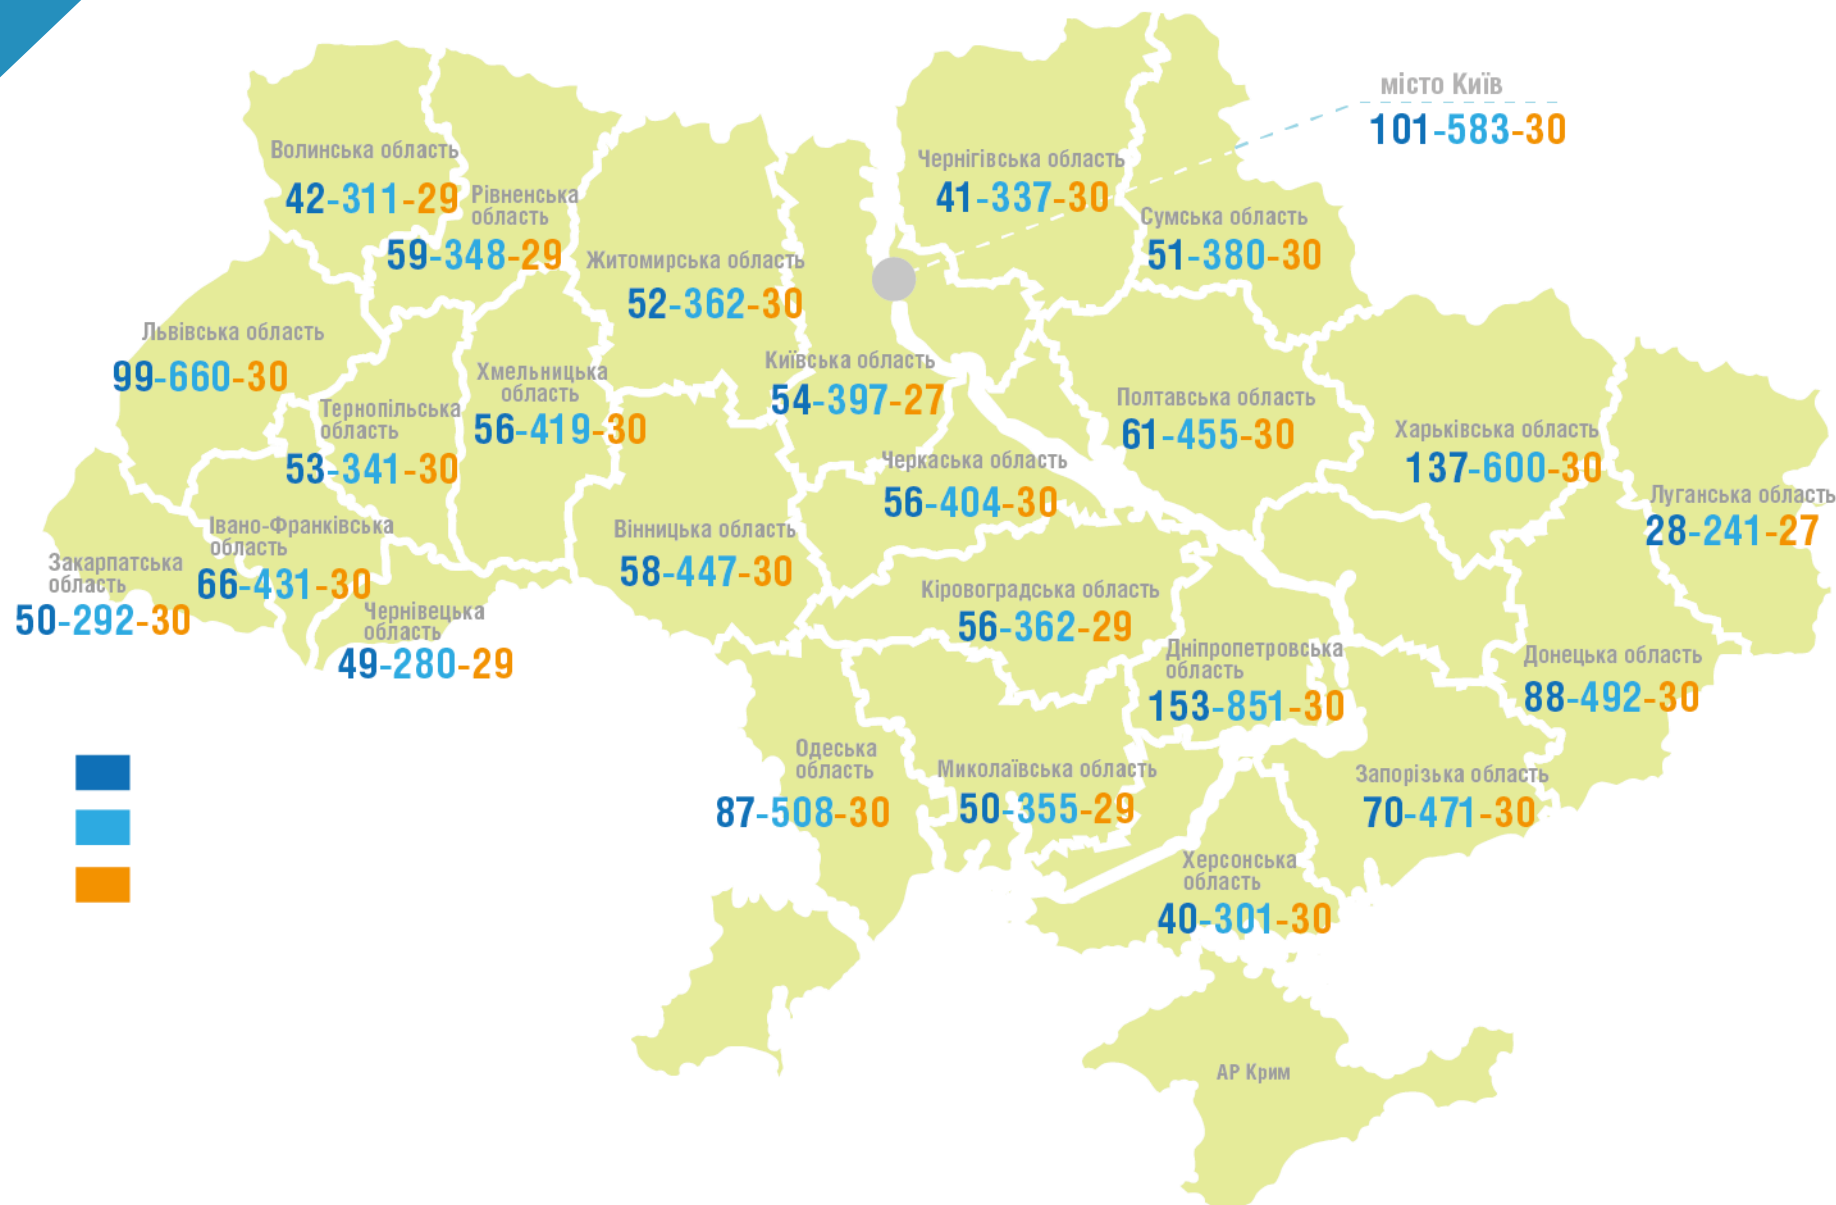 місто Київ
101-583-30
Волинська область
42-311-29
Рівненська
область
59-348-29
Чернігівська область
41-337-30
Сумська область
51-380-30
Житомирська область
52-362-30
Львівська область
99-660-30
Київська область
54-397-27
Хмельницька
область
56-419-30
Тернопільська
область
53-341-30
Полтавська область
61-455-30
Харьківська область
137-600-30
Черкаська область
56-404-30
Луганська область
28-241-27
Івано-Франківська
область
66-431-30
Вінницька область
58-447-30
Закарпатська
область
50-292-30
Чернівецька
область
49-280-29
Кіровоградська область
56-362-29
Дніпропетровська
область
153-851-30
Донецька область
88-492-30
Одеська
область
87-508-30
Миколаївська область
50-355-29
Запорізька область
70-471-30
Херсонська
область
40-301-30
АР Крим